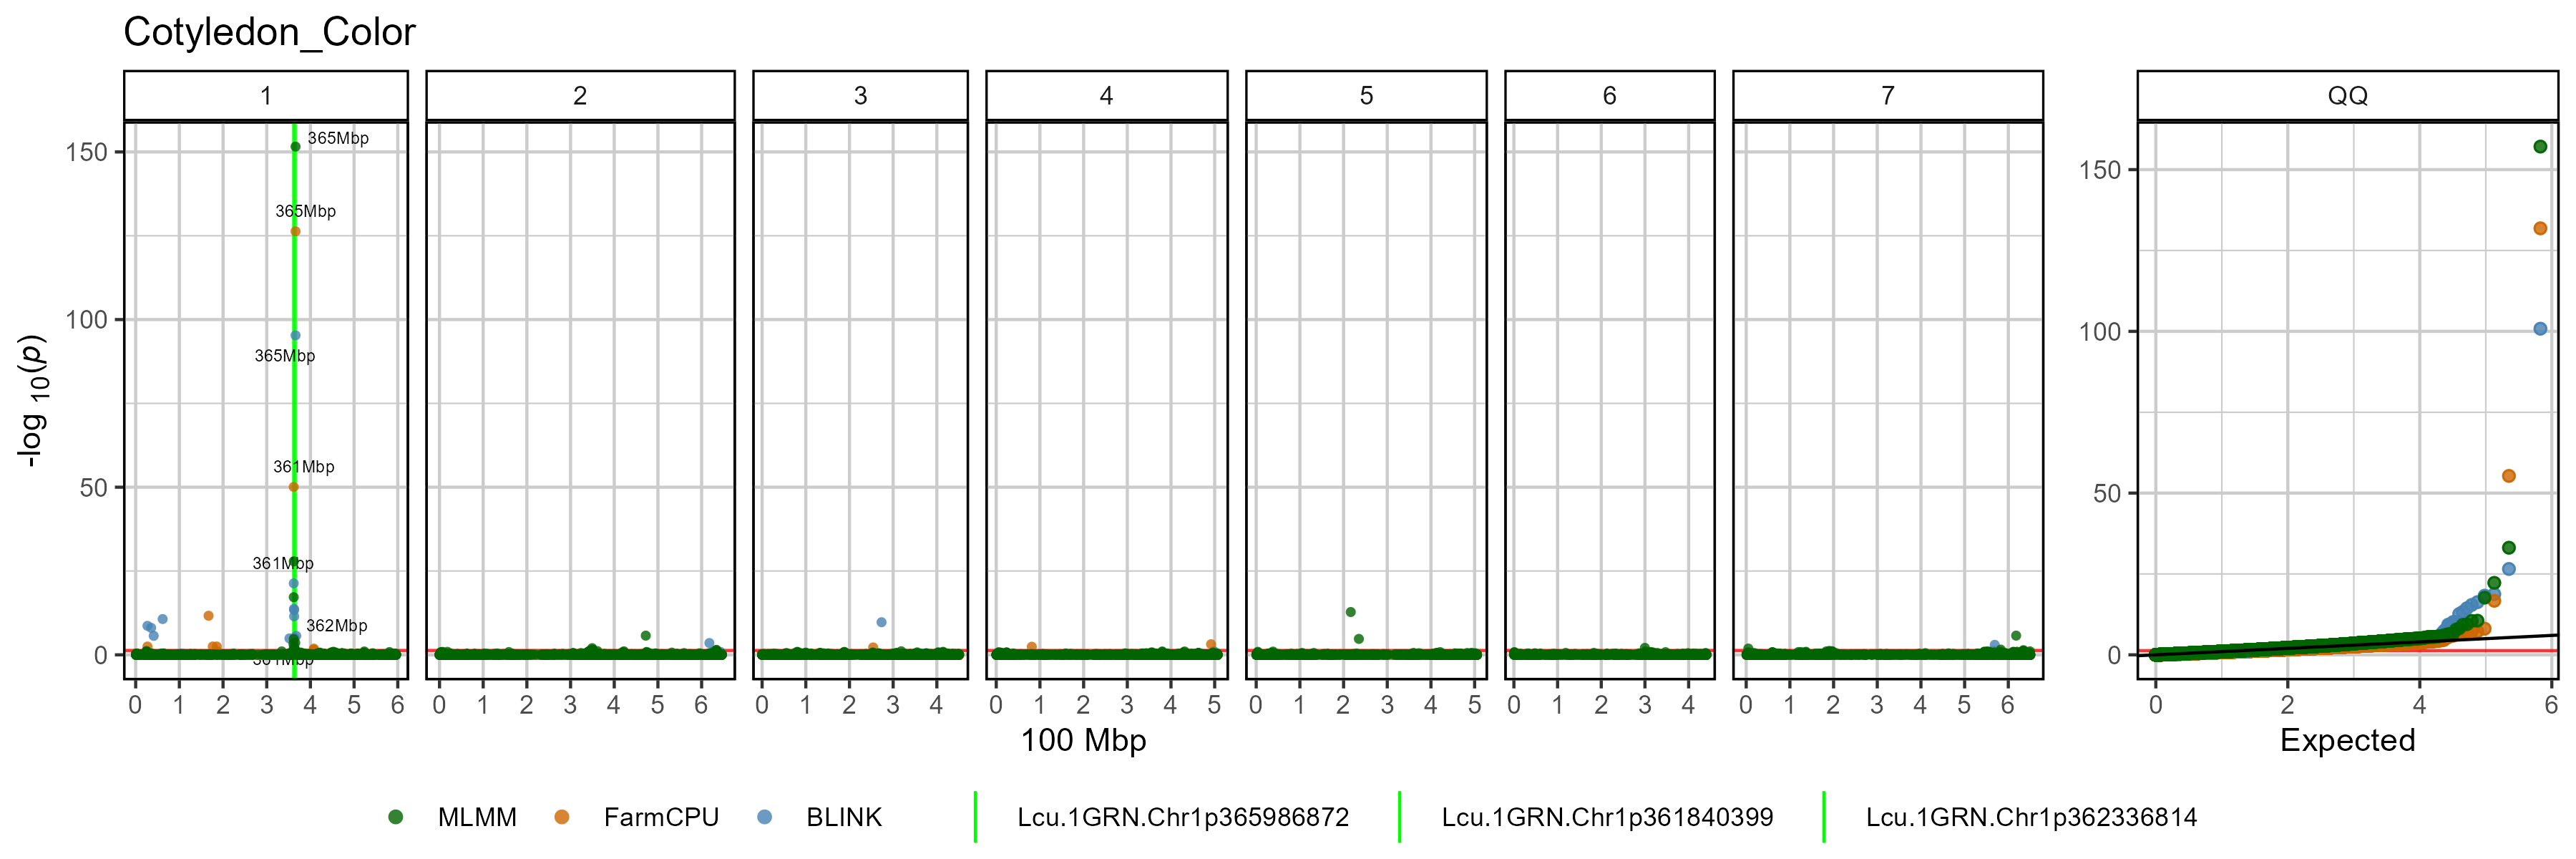 Cotyledon_Color
1 2 3 4 5 6 7 QQ
-log 10(p)
150
100
50
0
365Mbp
365Mbp
365Mbp
361Mbp
361Mbp
362Mbp
361Mbp
150
100
50
0
0 1 2 3 4 5 6 0 1 2 3 4 5 6 0 1 2 3 4 0 1 2 3 4 5 0 1 2 3 4 5 0 1 2 3 4 0 1 2 3 4 5 6 0 2 4 6
100 Mbp Expected
MLMM FarmCPU BLINK Lcu.1GRN.Chr1p365986872 Lcu.1GRN.Chr1p361840399 Lcu.1GRN.Chr1p362336814